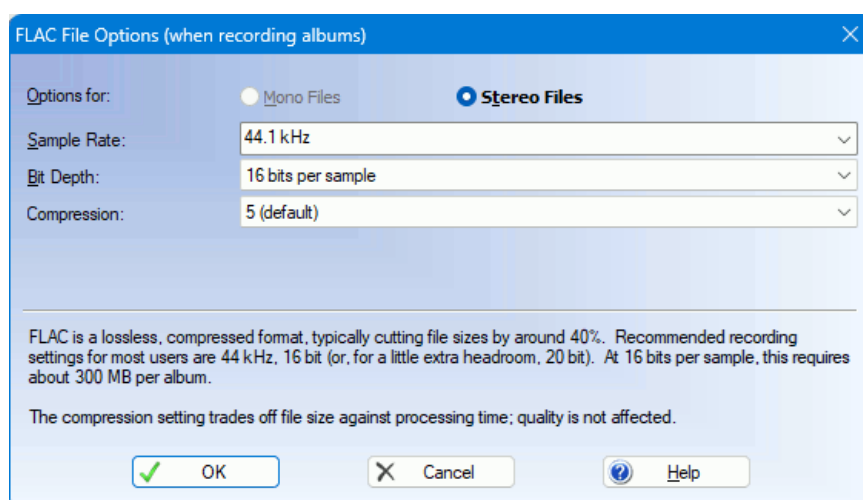 FLAC File Options (when recording albums)
Options for: Mono Files Stereo Files
Sample Rate: 44.1 kHz
Bit Depth: 16 bits per sample
Compression: 5 (default)
FLAC is a lossless, compressed format, typically cutting file sizes by around 40%. Recommended recording
settings for most users are 44 kHz, 16 bit (or, for a little extra headroom, 20 bit). At 16 bits per sample, this requires
about 300 MB per album.
The compression setting trades off file size against processing time; quality is not affected.
OK Cancel Help